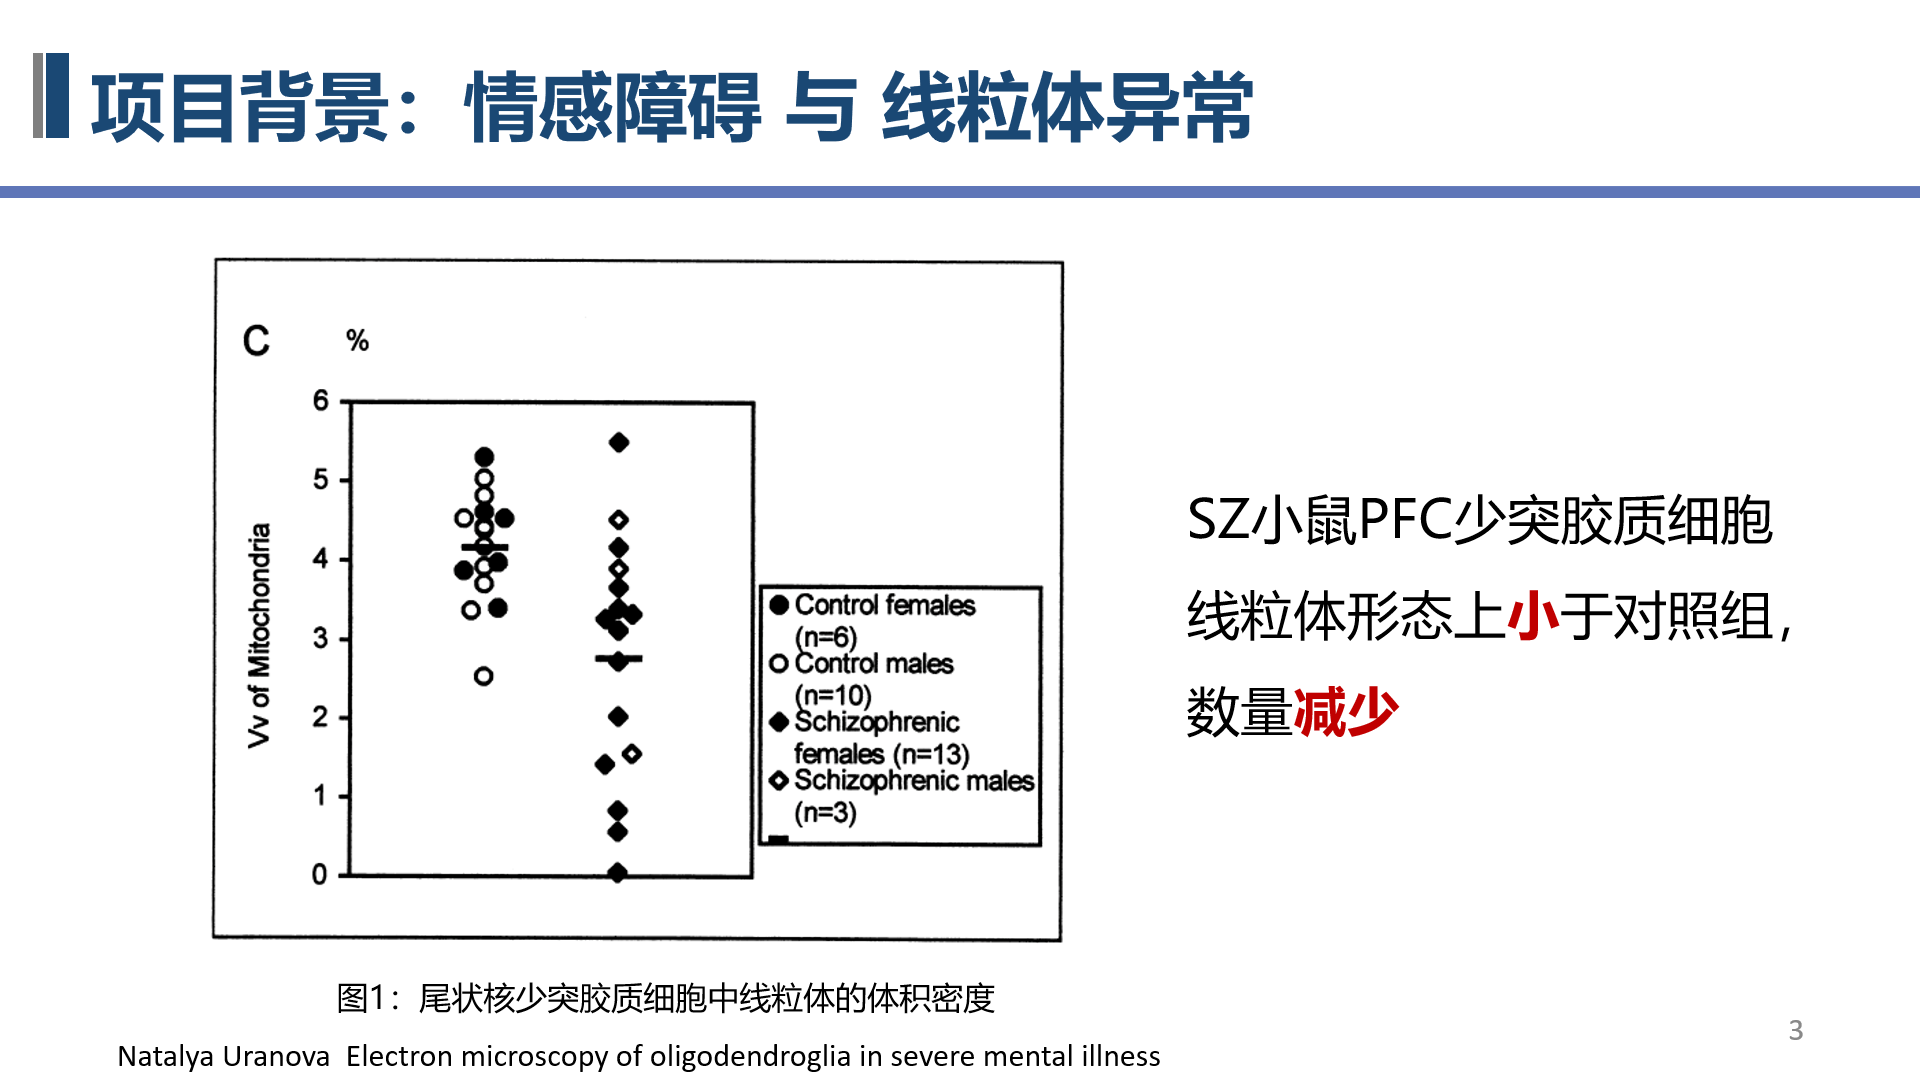 项目背景：情感障碍 与 线粒体异常
C
%
6
5
4
3
2
1
0
Vv of Mitochondria
Control females
(n=6)
Control males
(n=10)
Schizophrenic
females (n=13)
Schizophrenic males
(n=3)
SZ小鼠PFC少突胶质细胞
线粒体形态上小于对照组，
数量减少
图1：尾状核少突胶质细胞中线粒体的体积密度
Natalya Uranova  Electron microscopy of oligodendroglia in severe mental illness
3